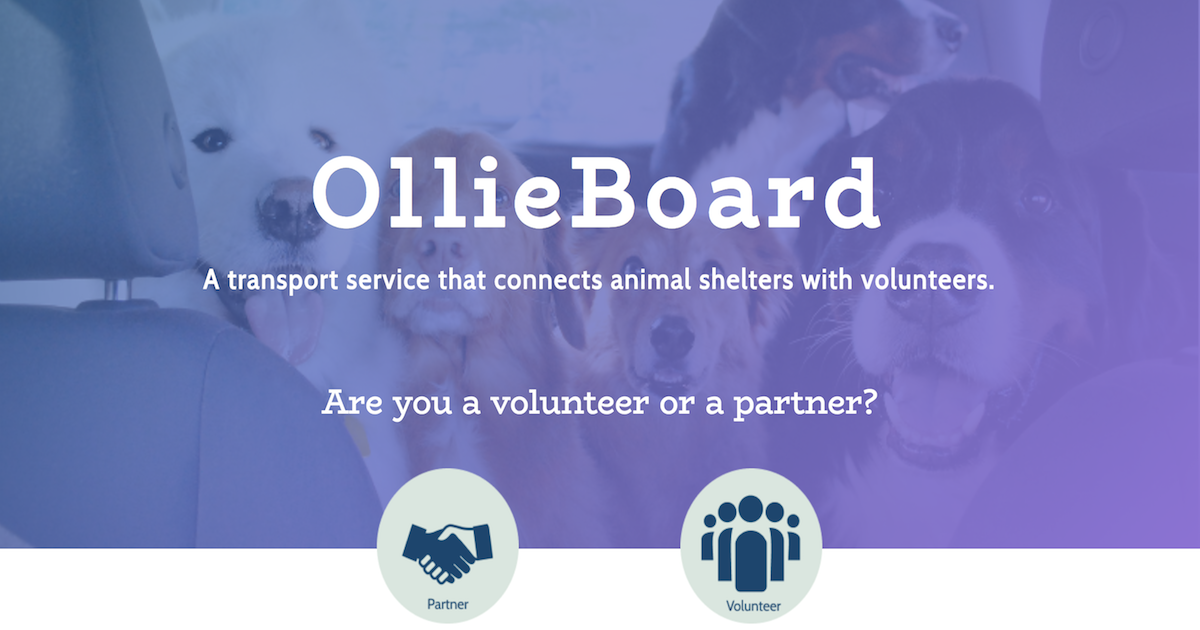 OllieBoard
A transport service that connects animal shelters with volunteers.
Are you a volunteer or a partner?
Partner
Volunteer